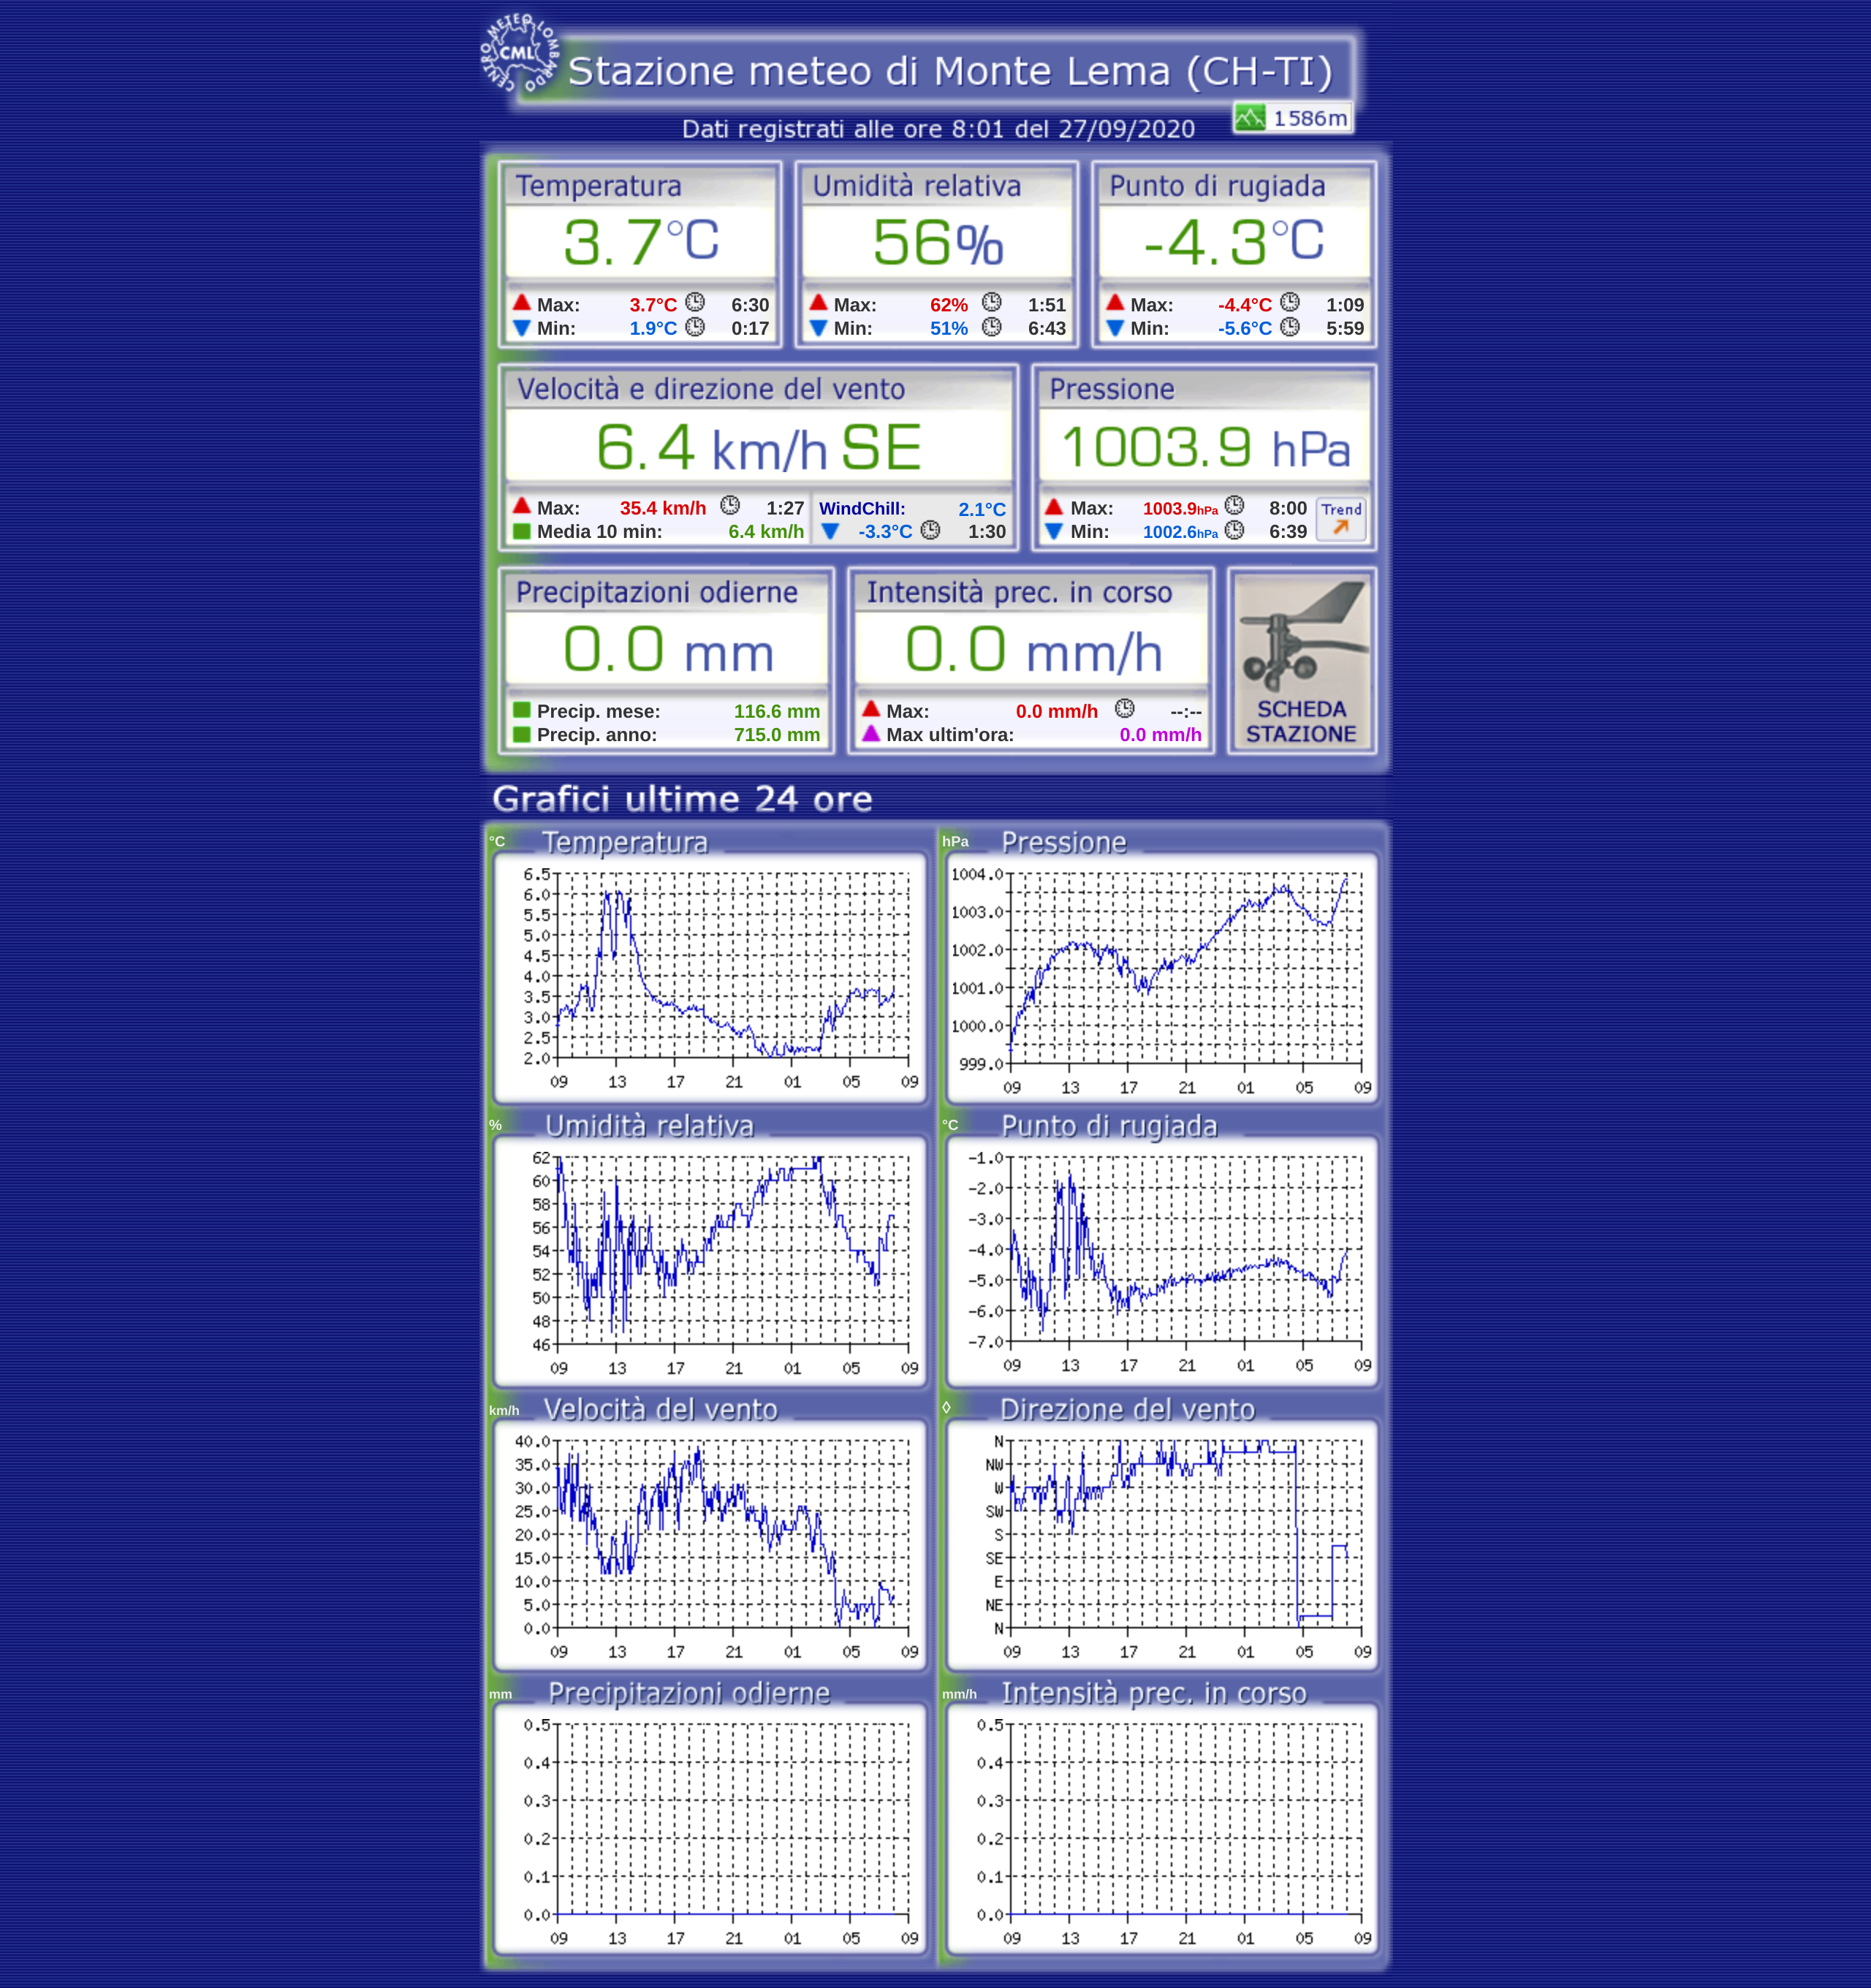 CENTRO METEO LOMBARDO
CML
Stazione meteo di Monte Lema (CH-TI)
1586m
Dati registrati alle ore 8:01 del 27/09/2020
Temperatura Umidità relativa Punto di rugiada
3.7°C 56% -4.3°C
Max: 3.7°C 6:30 Max: 62% 1:51 Max: -4.4°C 1:09
Min: 1.9°C 0:17 Min: 51% 6:43 Min: -5.6°C 5:59
Velocità e direzione del vento Pressione
6.4 km/h SE 1003.9 hPa
Max: 35.4 km/h 1:27 WindChill: 2.1°C Max: 1003.9hPa 8:00 Trend
Media 10 min: 6.4 km/h -3.3°C 1:30 Min: 1002.6hPa 6:39
Precipitazioni odierne Intensità prec. in corso
0.0 mm 0.0 mm/h
Precip. mese: 116.6 mm Max: 0.0 mm/h --:-- SCHEDA
Precip. anno: 715.0 mm Max ultim'ora: 0.0 mm/h STAZIONE
Grafici ultime 24 ore
°C Temperatura
6.5
6.0
5.5
5.0
4.5
4.0
3.5
3.0
2.5
2.0
09 13 17 21 01 05 09
hPa Pressione
1004.0
1003.0
1002.0
1001.0
1000.0
999.0
09 13 17 21 01 05 09
% Umidità relativa
62
60
58
56
54
52
50
48
46
09 13 17 21 01 05 09
°C Punto di rugiada
-1.0
-2.0
-3.0
-4.0
-5.0
-6.0
-7.0
09 13 17 21 01 05 09
km/h Velocità del vento
40.0
35.0
30.0
25.0
20.0
15.0
10.0
5.0
0.0
09 13 17 21 01 05 09
◊ Direzione del vento
N
NW
W
SW
S
SE
E
NE
N
09 13 17 21 01 05 09
mm Precipitazioni odierne
0.5
0.4
0.3
0.2
0.1
0.0
09 13 17 21 01 05 09
mm/h Intensità prec. in corso
0.5
0.4
0.3
0.2
0.1
0.0
09 13 17 21 01 05 09